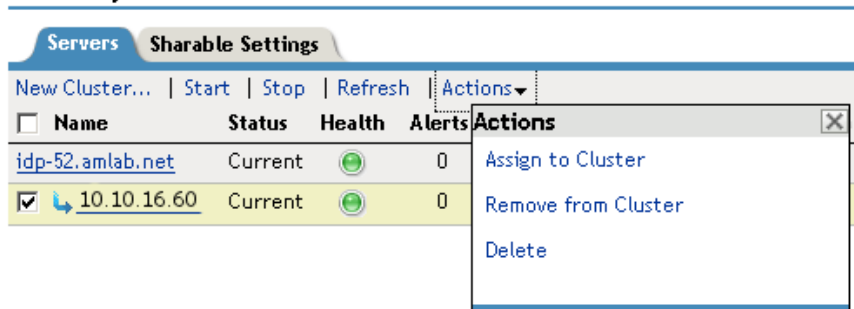 Servers Sharable Settings
New Cluster... | Start | Stop | Refresh | Actions
Name Status Health Alerts Actions
idp-52.amlab.net Current 0 Assign to Cluster
10.10.16.60 Current 0 Remove from Cluster
Delete